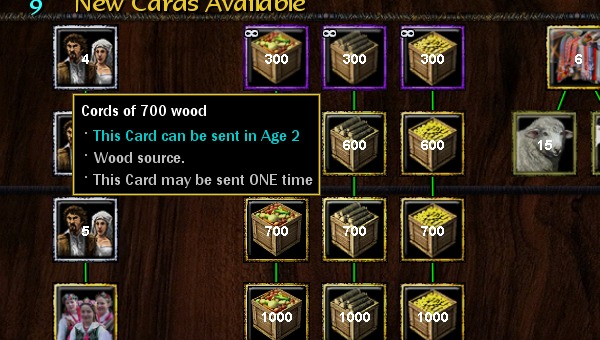 9 New Cards Available
4 300 300 300 6
Cords of 700 wood
· This Card can be sent in Age 2
· Wood source.
· This Card may be sent ONE time
600 600 15
5 700 700 700
1000 1000 1000